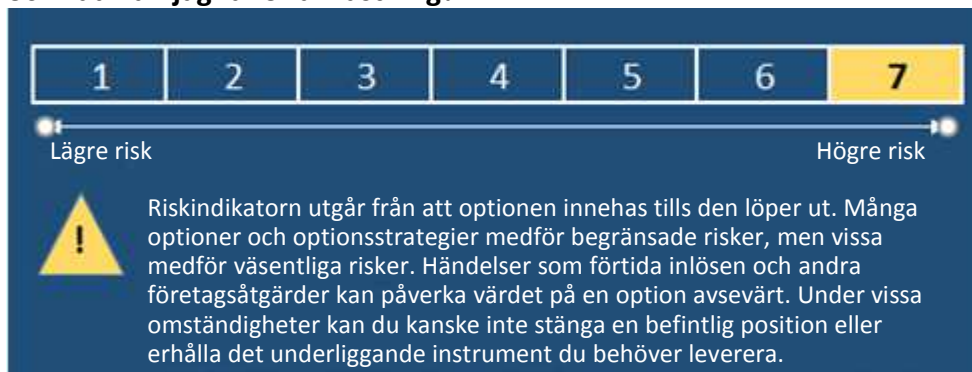 1 2 3 4 5 6 7
Lägre risk Högre risk
!
Riskindikatorn utgår från att optionen innehas tills den löper ut. Många
optioner och optionsstrategier medför begränsade risker, men vissa
medför väsentliga risker. Händelser som förtida inlösen och andra
företagsåtgärder kan påverka värdet på en option avsevärt. Under vissa
omständigheter kan du kanske inte stänga en befintlig position eller
erhålla det underliggande instrument du behöver leverera.